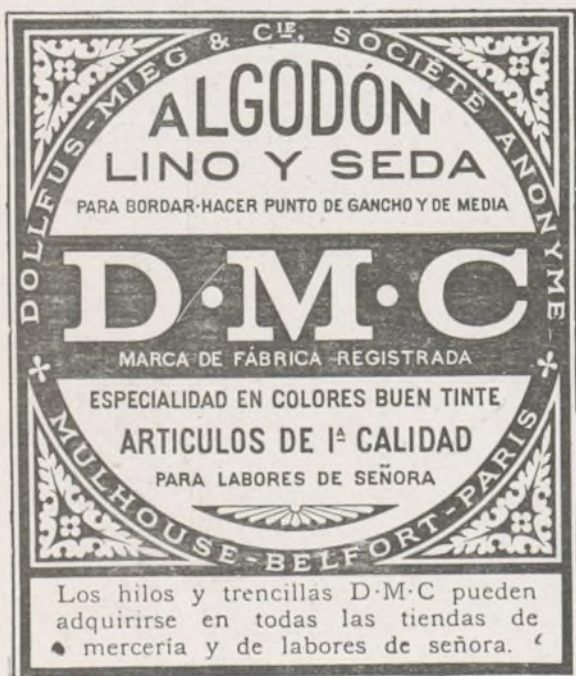 DOLLFUS-MIEG & CIE, SOCIÉTÉ ANONYME-
ALGODÓN
LINO Y SEDA
PARA BORDAR·HACER PUNTO DE GANCHO Y DE MEDIA
D·M·C
MARCA DE FÁBRICA REGISTRADA
ESPECIALIDAD EN COLORES BUEN TINTE
ARTICULOS DE 1ª CALIDAD
PARA LABORES DE SEÑORA
MULHOUSE-BELFORT-PARIS
Los hilos y trencillas D·M·C pueden
adquirirse en todas las tiendas de
mercería y de labores de señora.